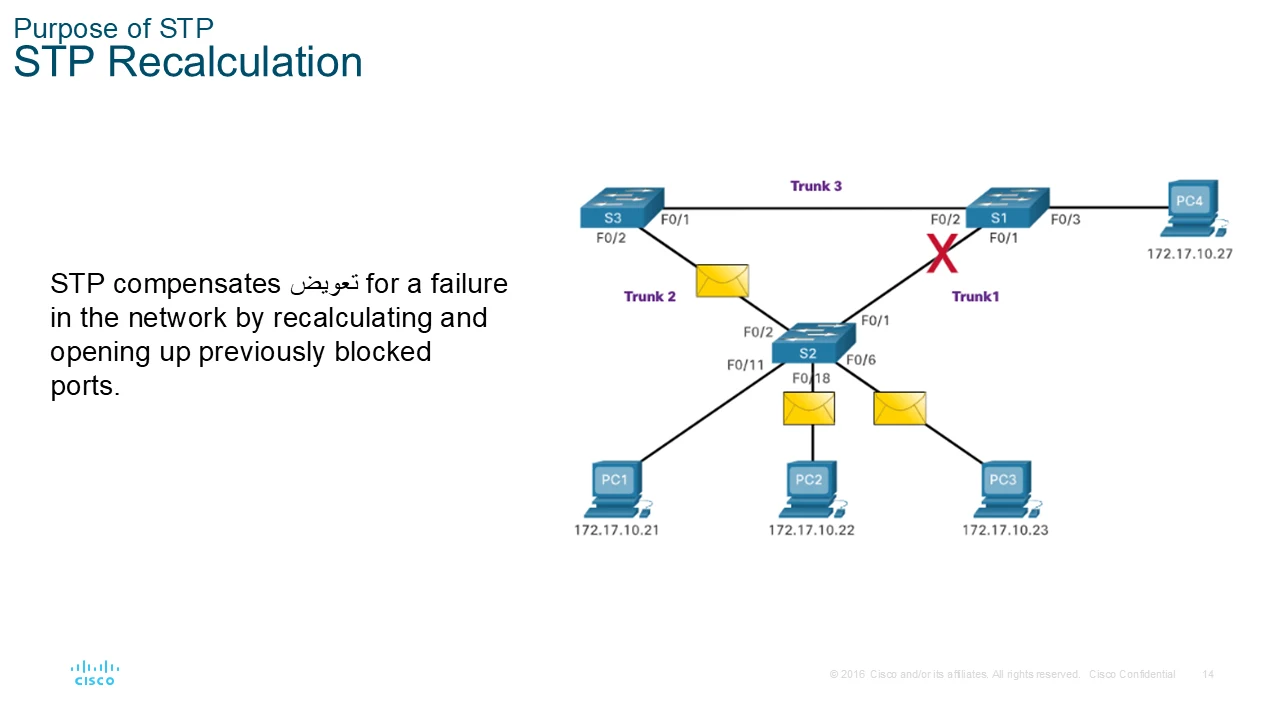 Purpose of STP
STP Recalculation
STP compensates تعويض for a failure
in the network by recalculating and
opening up previously blocked
ports.
Trunk 3
S3
F0/1
F0/2
S1
F0/3
PC4
F0/2
F0/1
172.17.10.27
X
Trunk 2
Trunk1
F0/1
F0/2
S2
F0/6
F0/11
F0/18
PC1
PC2
PC3
172.17.10.21
172.17.10.22
172.17.10.23
CISCO
© 2016 Cisco and/or its affiliates. All rights reserved. Cisco Confidential
14